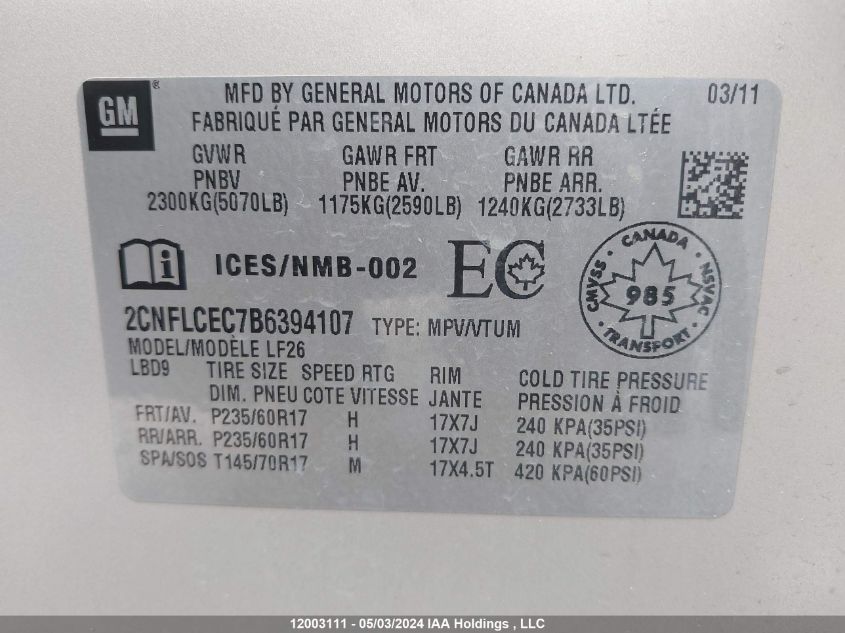 GM ®
MFD BY GENERAL MOTORS OF CANADA LTD. 03/11
FABRIQUÉ PAR GENERAL MOTORS DU CANADA LTÉE
GVWR GAWR FRT GAWR RR
PNBV PNBE AV. PNBE ARR.
2300KG(5070LB) 1175KG(2590LB) 1240KG(2733LB)
i ICES/NMB-002 EC
CANADA
CMVSS 985 NSVAC
TRANSPORT
2CNFLCEC7B6394107 TYPE: MPV/VTUM
MODEL/MODÈLE LF26
LBD9 TIRE SIZE SPEED RTG RIM COLD TIRE PRESSURE
DIM. PNEU COTE VITESSE JANTE PRESSION À FROID
FRT/AV. P235/60R17 H 17X7J 240 KPA(35PSI)
RR/ARR. P235/60R17 H 17X7J 240 KPA(35PSI)
SPA/SOS T145/70R17 M 17X4.5T 420 KPA(60PSI)
12003111 - 05/03/2024 IAA Holdings , LLC